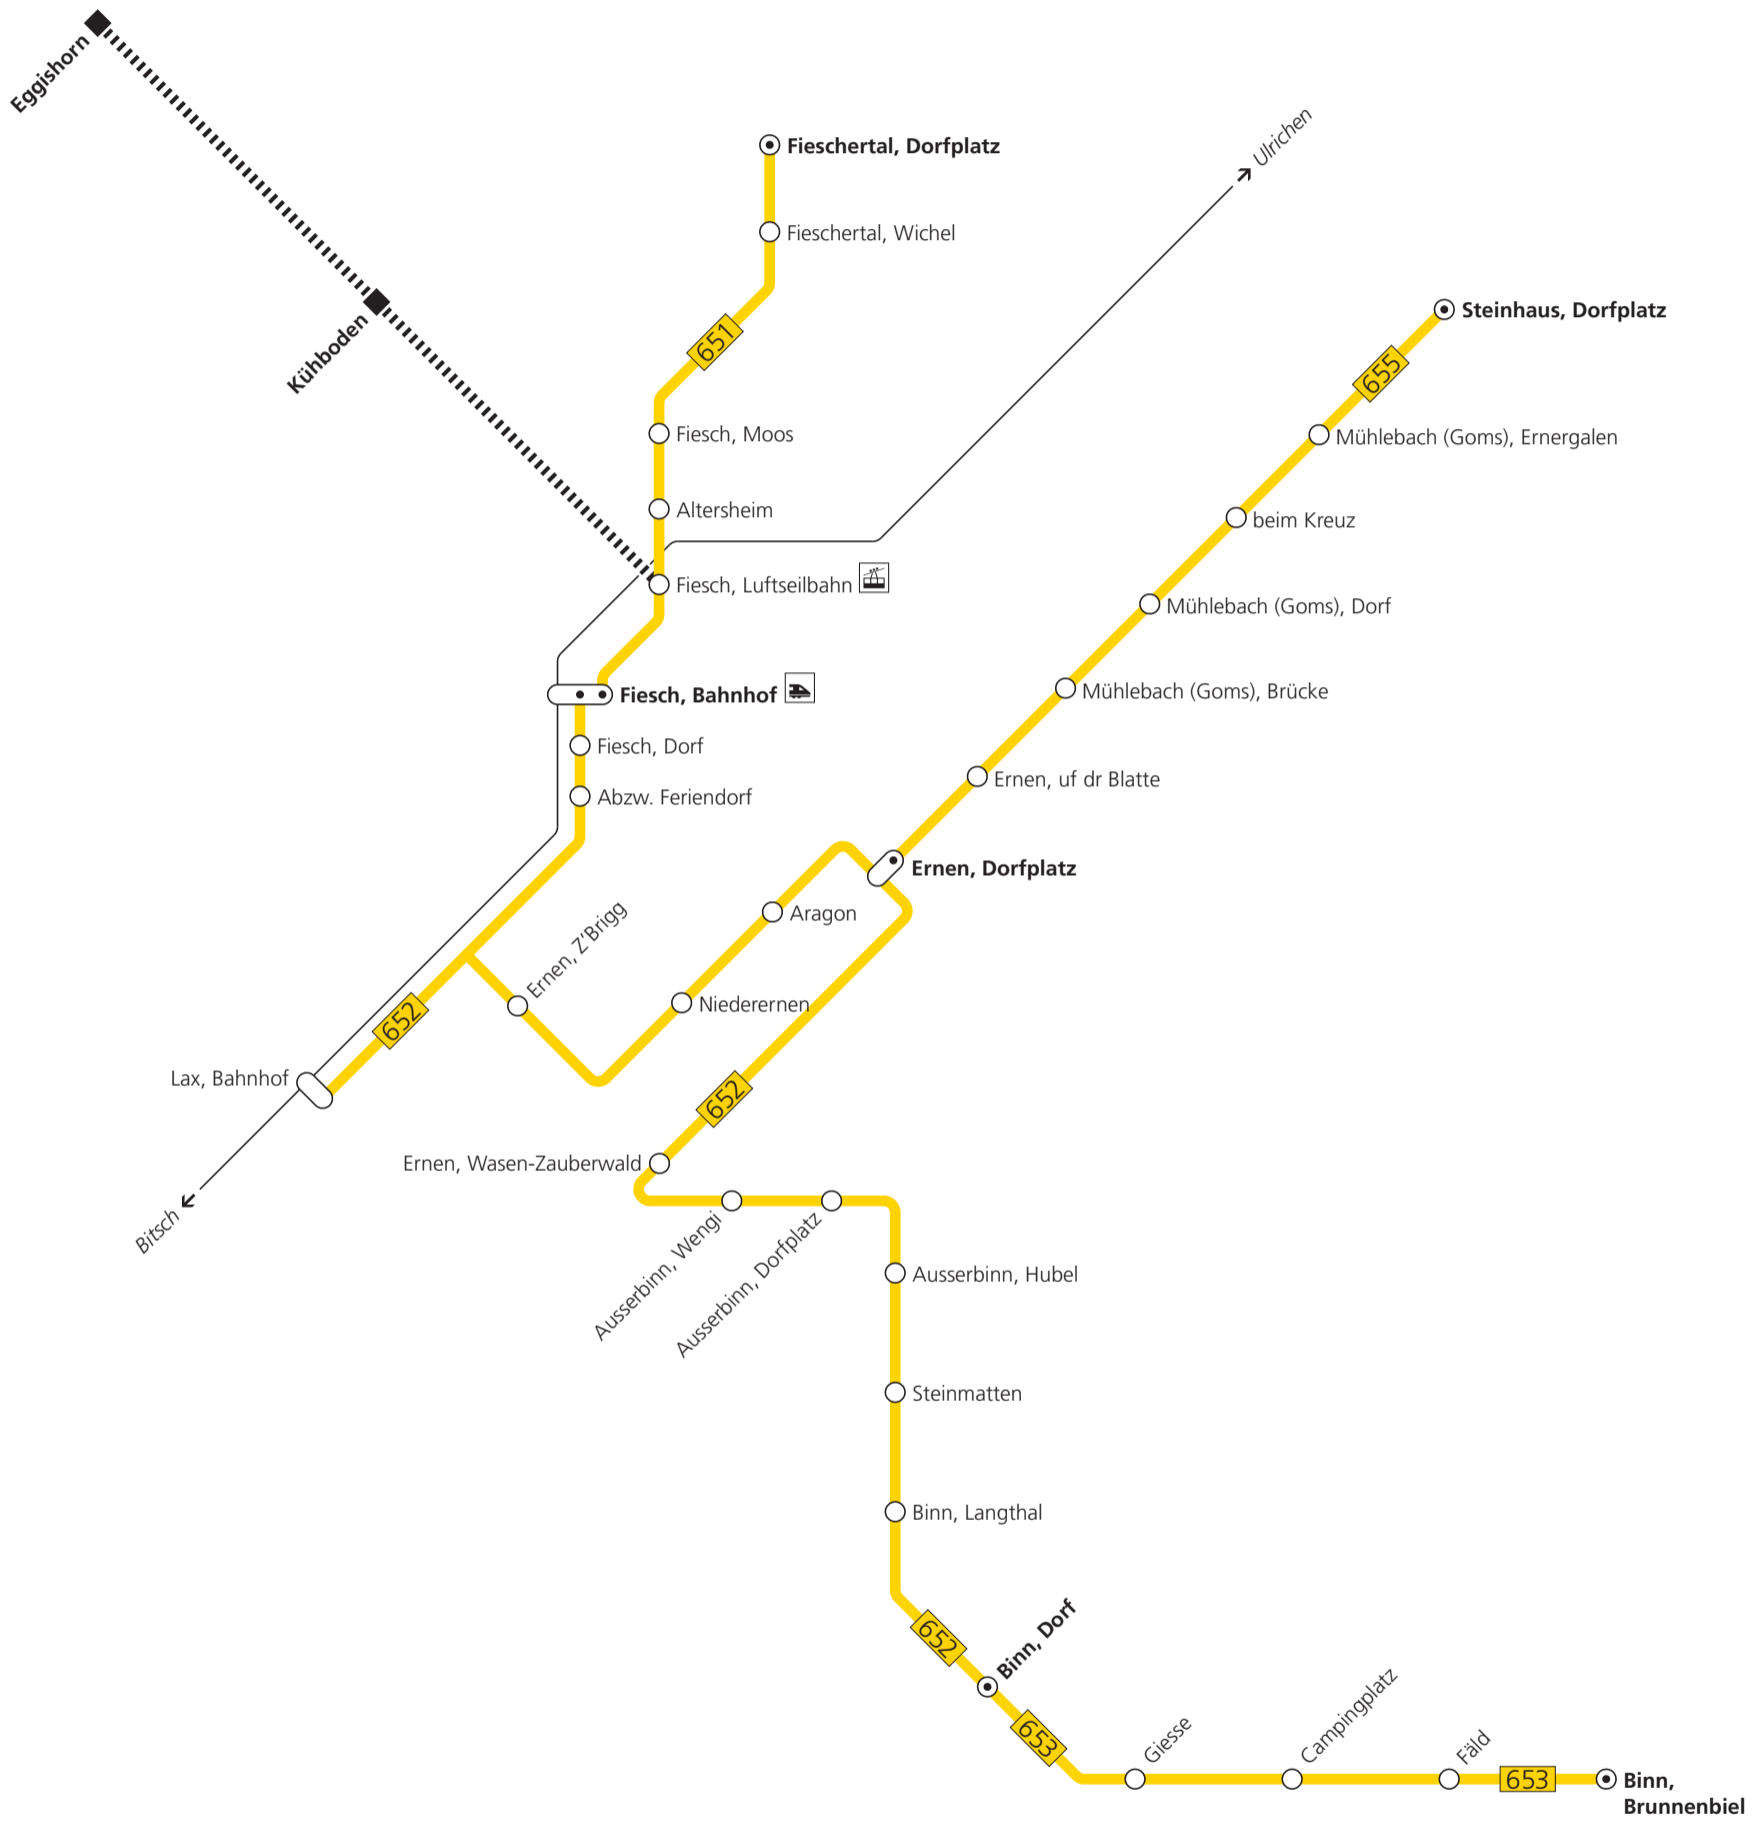 Eggishorn
Kühboden
Ulrichen
Fieschertal, Dorfplatz
Fieschertal, Wichel
651
Fiesch, Moos
Altersheim
Fiesch, Luftseilbahn
Fiesch, Bahnhof
Fiesch, Dorf
Abzw. Feriendorf
Steinhaus, Dorfplatz
655
Mühlebach (Goms), Ernergalen
beim Kreuz
Mühlebach (Goms), Dorf
Mühlebach (Goms), Brücke
Ernen, uf dr Blatte
Ernen, Dorfplatz
Aragon
Niederernen
Ernen, Z'Brigg
652
Lax, Bahnhof
Bitsch
652
Ernen, Wasen-Zauberwald
Ausserbinn, Wengi
Ausserbinn, Dorfplatz
Ausserbinn, Hubel
Steinmatten
Binn, Langthal
652
Binn, Dorf
653
Giesse
Campingplatz
Fäld
653
Binn,
Brunnenbiel